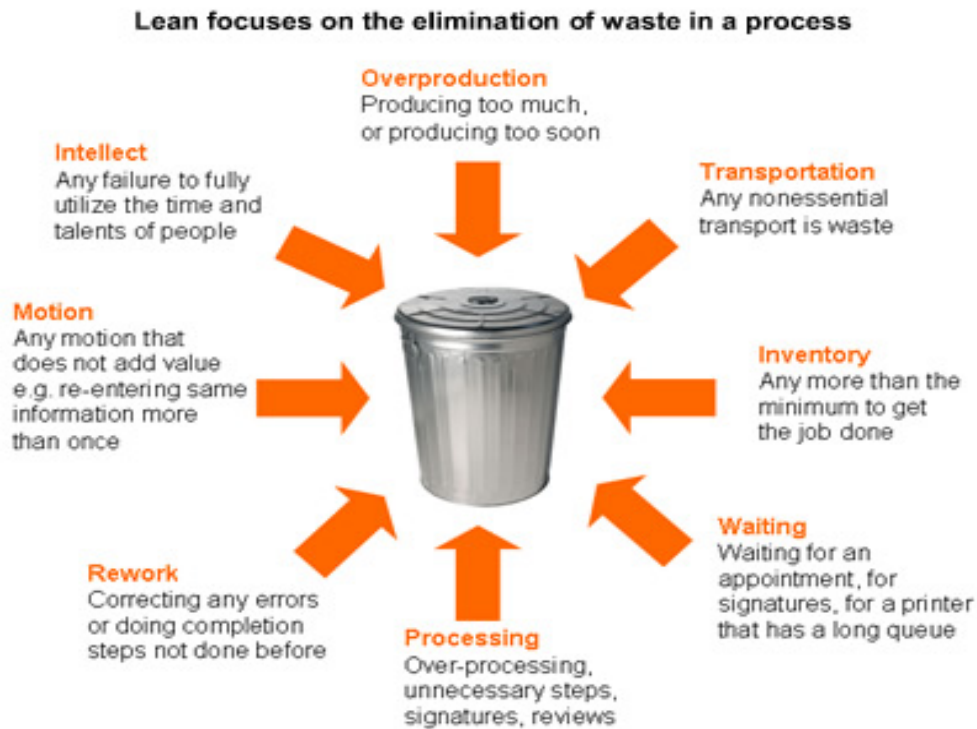 Lean focuses on the elimination of waste in a process
Overproduction
Producing too much,
or producing too soon
Transportation
Any nonessential
transport is waste
Inventory
Any more than the
minimum to get
the job done
Waiting
Waiting for an
appointment, for
signatures, for a printer
that has a long queue
Processing
Over-processing,
unnecessary steps,
signatures, reviews
Rework
Correcting any errors
or doing completion
steps not done before
Motion
Any motion that
does not add value
e.g. re-entering same
information more
than once
Intellect
Any failure to fully
utilize the time and
talents of people